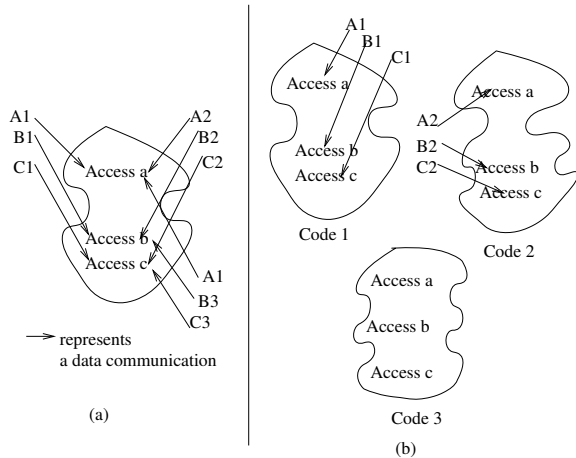 A1
B1
C1
A2
B2
C2
Access a
Access b
Access c
A1
B3
C3
represents
a data communication
(a)
A1
B1
C1
Access a
Access b
Access c
Code 1
A2
B2
C2
Access a
Access b
Access c
Code 2
Access a
Access b
Access c
Code 3
(b)